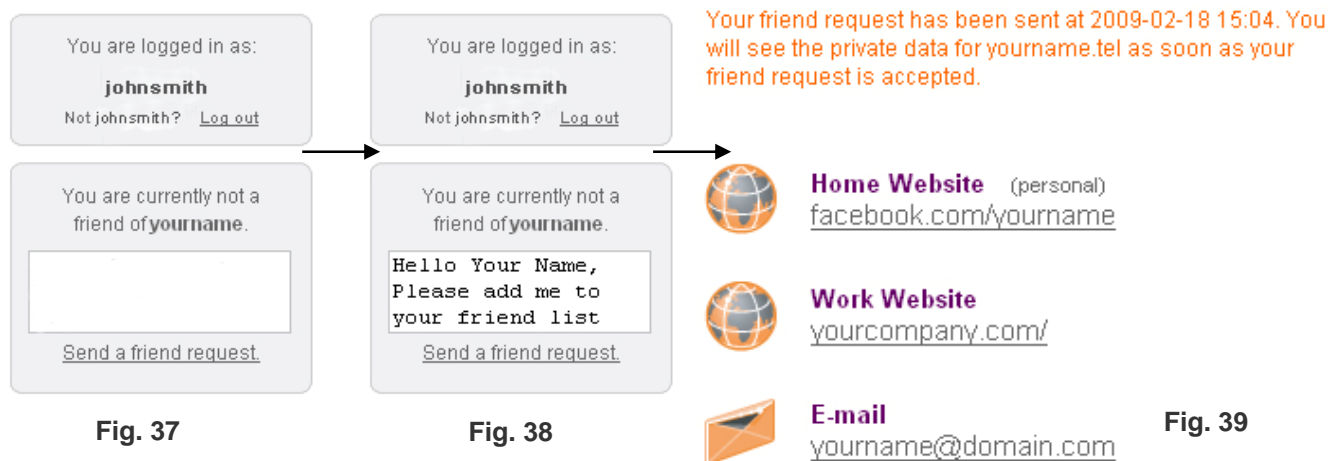 You are logged in as:
johnsmith
Not johnsmith? Log out
You are currently not a
friend of yourname.
Send a friend request.
Fig. 37
You are logged in as:
johnsmith
Not johnsmith? Log out
You are currently not a
friend of yourname.
Hello Your Name,
Please add me to
your friend list
Send a friend request.
Fig. 38
Your friend request has been sent at 2009-02-18 15:04. You
will see the private data for yourname.tel as soon as your
friend request is accepted.
Home Website (personal)
facebook.com/yourname
Work Website
yourcompany.com/
E-mail
yourname@domain.com
Fig. 39